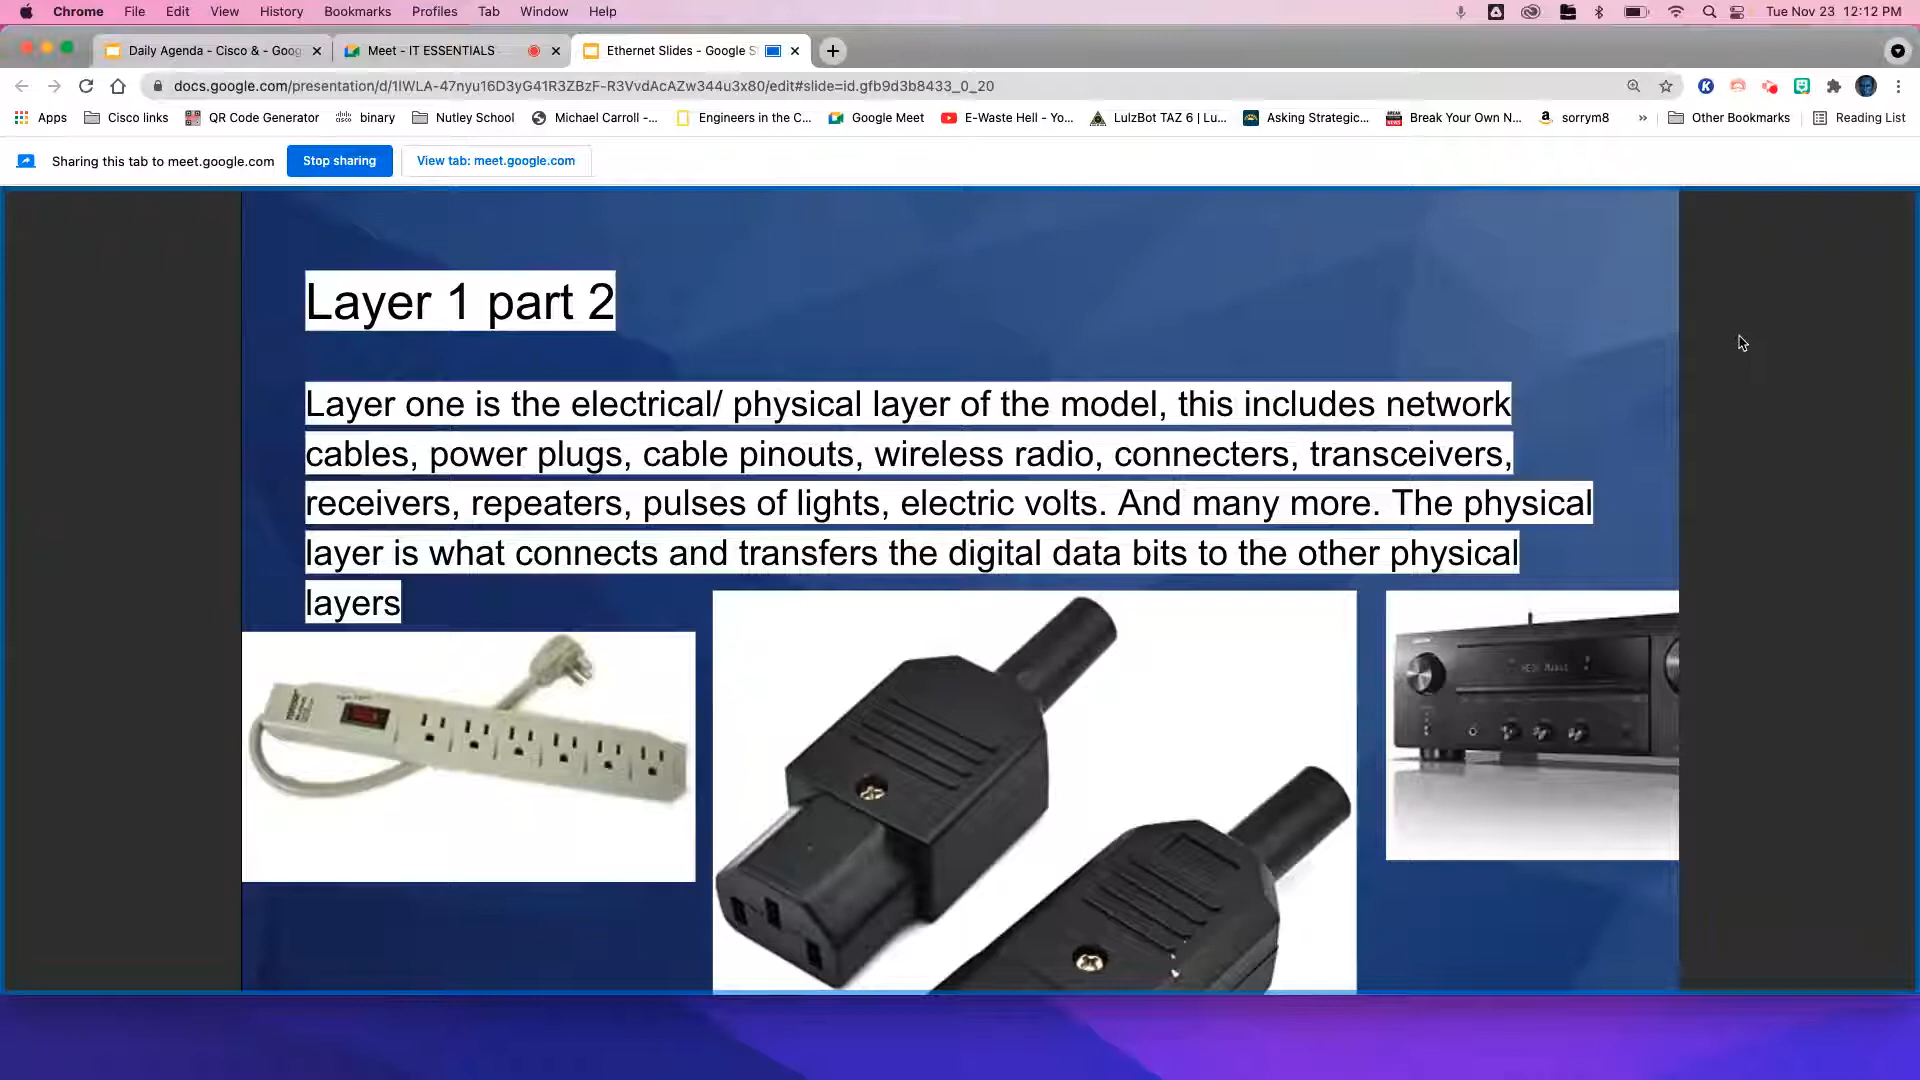 Chrome File Edit View History Bookmarks Profiles Tab Window Help Tue Nov 23 12:12 PM
Daily Agenda - Cisco & - Goog Meet - IT ESSENTIALS Ethernet Slides - Google S
docs.google.com/presentation/d/1IWLA-47nyu16D3yG41R3ZBzF-R3VvdAcAZw344u3x80/edit#slide=id.gfb9d3b8433_0_20
Apps Cisco links QR Code Generator binary Nutley School Michael Carroll -... Engineers in the C... Google Meet E-Waste Hell - Yo... LulzBot TAZ 6 | Lu... Asking Strategic... Break Your Own N... sorrym8 » Other Bookmarks Reading List
Sharing this tab to meet.google.com Stop sharing View tab: meet.google.com
Layer 1 part 2
Layer one is the electrical/ physical layer of the model, this includes network
cables, power plugs, cable pinouts, wireless radio, connecters, transceivers,
receivers, repeaters, pulses of lights, electric volts. And many more. The physical
layer is what connects and transfers the digital data bits to the other physical
layers